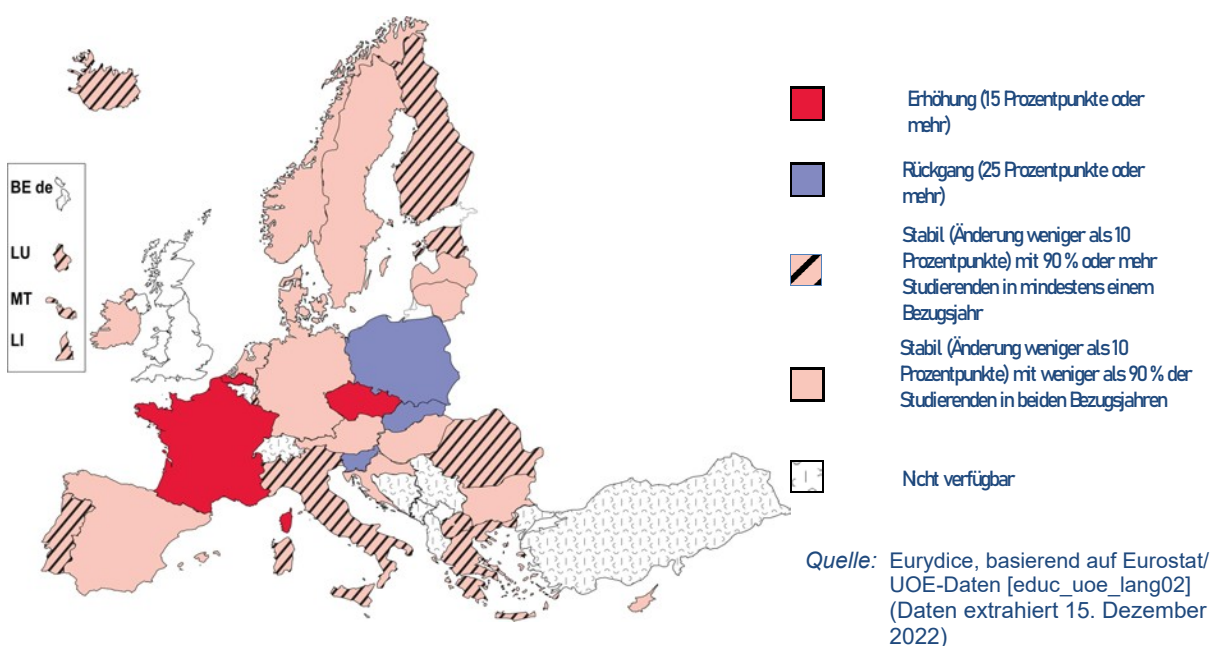 BE de
LU
MT
LI
Erhöhung (15 Prozentpunkte oder
mehr)
Rückgang (25 Prozentpunkte oder
mehr)
Stabil (Änderung weniger als 10
Prozentpunkte) mit 90 % oder mehr
Studierenden in mindestens einem
Bezugsjahr
Stabil (Änderung weniger als 10
Prozentpunkte) mit weniger als 90 % der
Studierenden in beiden Bezugsjahren
Nicht verfügbar
Quelle: Eurydice, basierend auf Eurostat/
UOE-Daten [educ_uoe_lang02]
(Daten extrahiert 15. Dezember
2022)